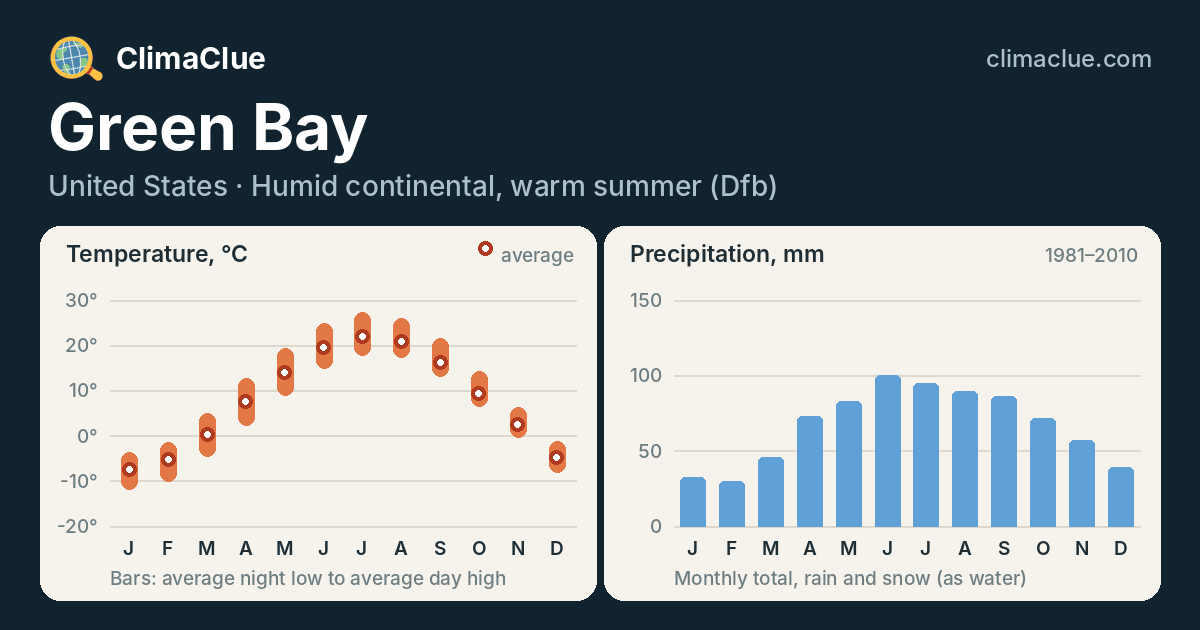 ClimaClue
climaclue.com
Green Bay
United States · Humid continental, warm summer (Dfb)
Temperature, °C
average
30°
20°
10°
0°
-10°
-20°
J F M A M J J A S O N D
Bars: average night low to average day high
Precipitation, mm
1981–2010
150
100
50
0
J F M A M J J A S O N D
Monthly total, rain and snow (as water)